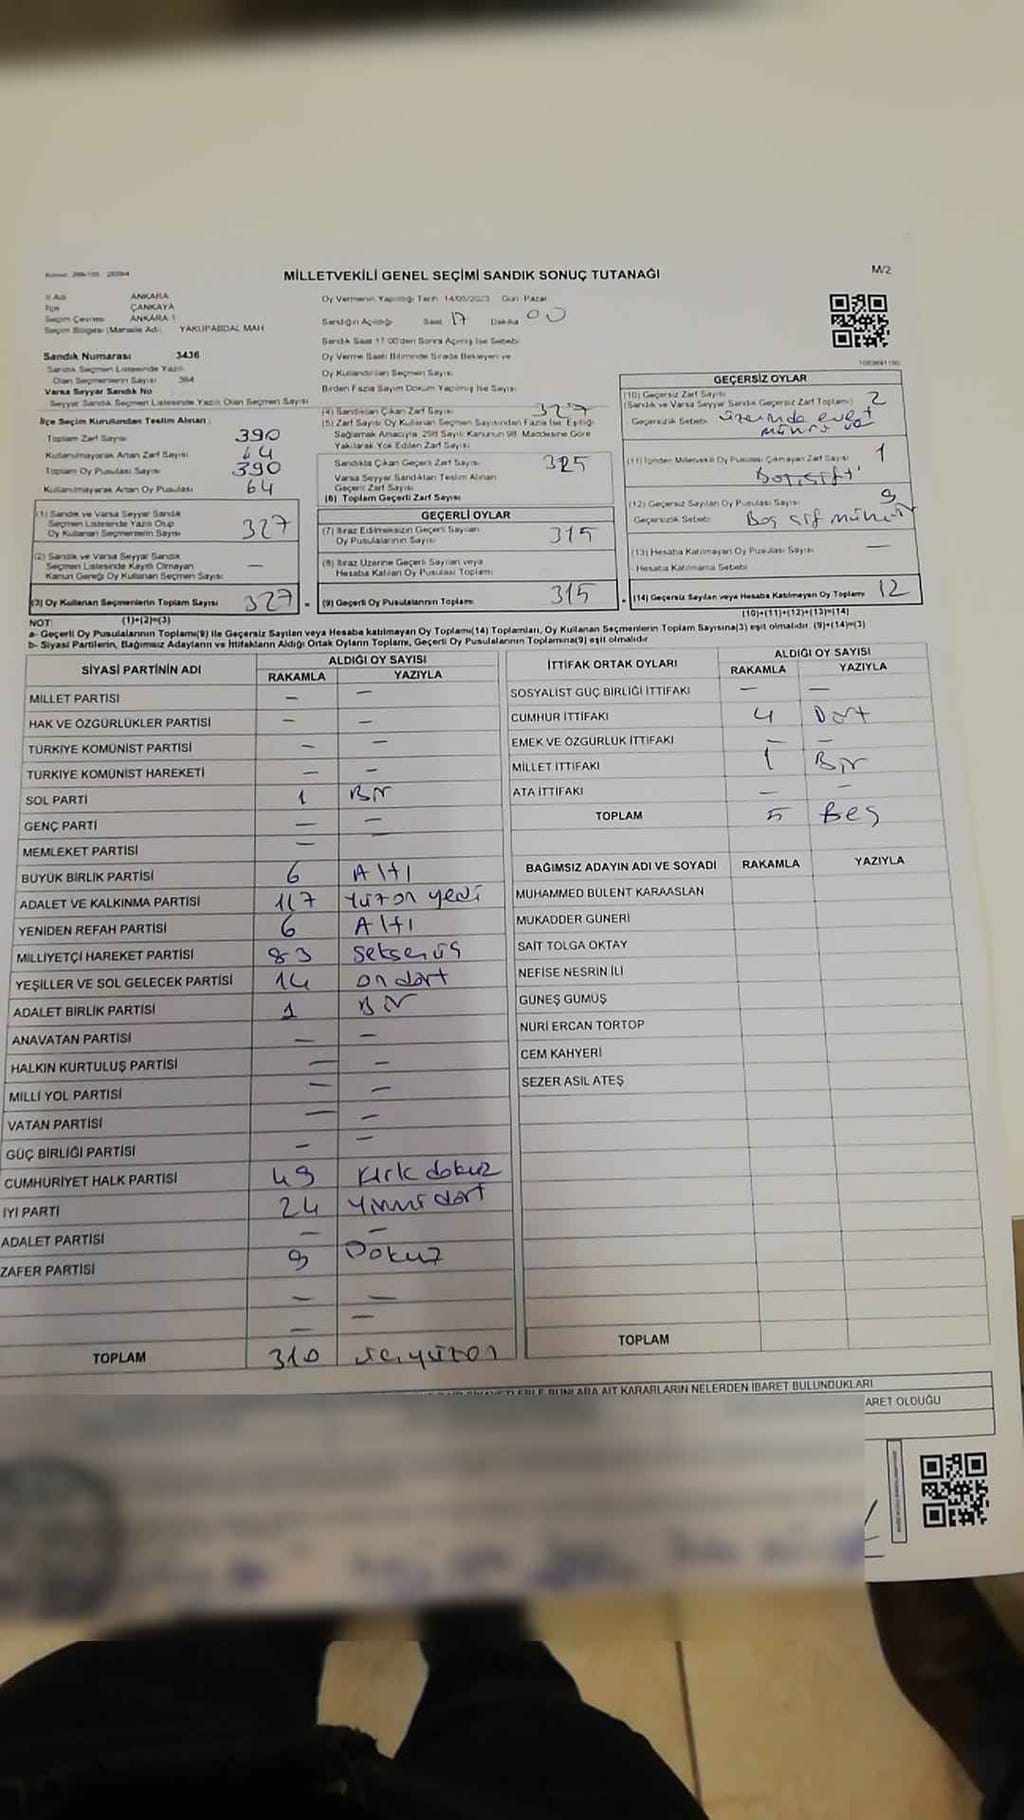 MİLLETVEKİLİ GENEL SEÇİMİ SANDIK SONUÇ TUTANAĞI
M/2
İl Adı ANKARA
İlçe ÇANKAYA
Seçim Çevresi ANKARA 1
Seçim Bölgesi (Mahalle Adı) YAKUPABDAL MAH
Sandık Numarası 3436
Sandık Seçmen Listesinde Yazılı
Olan Seçmenlerin Sayısı 384
Varsa Seyyar Sandık No
Seyyar Sandık Seçmen Listesinde Yazılı Olan Seçmen Sayısı
İlçe Seçim Kurulundan Teslim Alınan
Toplam Zarf Sayısı 390
Kullanılmayarak Artan Zarf Sayısı 64
Toplam Oy Pusulası Sayısı 390
Kullanılmayarak Artan Oy Pusulası 64
(1) Sandık ve Varsa Seyyar Sandık
Seçmen Listesinde Yazılı Olup
Oy Kullanan Seçmenlerin Sayısı 327
(2) Sandık ve Varsa Seyyar Sandık
Seçmen Listesinde Kayıtlı Olmayan
Kanun Gereği Oy Kullanan Seçmen Sayısı —
(3) Oy Kullanan Seçmenlerin Toplam Sayısı 327
(1)+(2)=(3)
Oy Vermenin Yapıldığı Tarih 14/05/2023 Gün Pazar
Sandığın Açıldığı Saat 17 Dakika 00
Sandık Saat 17:00'den Sonra Açılmış İse Sebebi
Oy Verme Saati Bitiminde Sırada Bekleyen ve
Oy Kullandırılan Seçmen Sayısı
Birden Fazla Sayım Döküm Yapılmış İse Sayısı
(4) Sandıktan Çıkan Zarf Sayısı 327
(5) Zarf Sayısı Oy Kullanan Seçmen Sayısından Fazla İse Eşitliği
Sağlamak Amacıyla 298 Sayılı Kanunun 98. Maddesine Göre
Yakılarak Yok Edilen Zarf Sayısı
Sandıkta Çıkan Geçerli Zarf Sayısı 325
Varsa Seyyar Sandıktan Teslim Alınan
Geçerli Zarf Sayısı
(6) Toplam Geçerli Zarf Sayısı
GEÇERLİ OYLAR
(7) İtiraz Edilmeksizin Geçerli Sayılan
Oy Pusulalarının Sayısı 315
(8) İtiraz Üzerine Geçerli Sayılan veya
Hesaba Katılan Oy Pusulası Toplamı
(9) Geçerli Oy Pusulalarının Toplamı 315
GEÇERSİZ OYLAR
(10) Geçersiz Zarf Sayısı
(Sandık ve Varsa Seyyar Sandık Geçersiz Zarf Toplamı) 2
Geçersizlik Sebebi üzerinde evet
mührü
(11) İçinden Milletvekili Oy Pusulası Çıkmayan Zarf Sayısı 1
(12) Geçersiz Sayılan Oy Pusulası Sayısı 9
Geçersizlik Sebebi Boş
(13) Hesaba Katılmayan Oy Pusulası Sayısı —
Hesaba Katılmama Sebebi
(14) Geçersiz Sayılan veya Hesaba Katılmayan Oy Toplamı 12
(10)+(11)+(12)+(13)=(14)
NOT:
a- Geçerli Oy Pusulalarının Toplamı(9) ile Geçersiz Sayılan veya Hesaba katılmayan Oy Toplamı(14) Toplamları, Oy Kullanan Seçmenlerin Toplam Sayısına(3) eşit olmalıdır. (9)+(14)=(3)
b- Siyasi Partilerin, Bağımsız Adayların ve İttifakların Aldığı Ortak Oyların Toplamı, Geçerli Oy Pusulalarının Toplamına(9) eşit olmalıdır
SİYASİ PARTİNİN ADI ALDIĞI OY SAYISI
RAKAMLA YAZIYLA
MİLLET PARTİSİ — —
HAK VE ÖZGÜRLÜKLER PARTİSİ — —
TÜRKİYE KOMÜNİST PARTİSİ — —
TÜRKİYE KOMÜNİST HAREKETİ — —
SOL PARTİ 1 Bir
GENÇ PARTİ — —
MEMLEKET PARTİSİ — —
BÜYÜK BİRLİK PARTİSİ 6 Altı
ADALET VE KALKINMA PARTİSİ 117 Yüzon yedi
YENİDEN REFAH PARTİSİ 6 Altı
MİLLİYETÇİ HAREKET PARTİSİ 83 seksenüç
YEŞİLLER VE SOL GELECEK PARTİSİ 14 on dört
ADALET BİRLİK PARTİSİ 1 Bir
ANAVATAN PARTİSİ — —
HALKIN KURTULUŞ PARTİSİ — —
MİLLİ YOL PARTİSİ — —
VATAN PARTİSİ — —
GÜÇ BİRLİĞİ PARTİSİ — —
CUMHURİYET HALK PARTİSİ 49 Kırk dokuz
İYİ PARTİ 24 Yirmi dört
ADALET PARTİSİ — —
ZAFER PARTİSİ 9 Dokuz
— —
— —
TOPLAM 310 üçyüzon
İTTİFAK ORTAK OYLARI ALDIĞI OY SAYISI
RAKAMLA YAZIYLA
SOSYALİST GÜÇ BİRLİĞİ İTTİFAKI — —
CUMHUR İTTİFAKI 4 Dört
EMEK VE ÖZGÜRLÜK İTTİFAKI — —
MİLLET İTTİFAKI 1 Bir
ATA İTTİFAKI — —
TOPLAM 5 Beş
BAĞIMSIZ ADAYIN ADI VE SOYADI RAKAMLA YAZIYLA
MUHAMMED BÜLENT KARAASLAN
MUKADDER GÜNERİ
SAİT TOLGA OKTAY
NEFİSE NESRİN İLİ
GÜNEŞ GÜMÜŞ
NURİ ERCAN TORTOP
CEM KAHYERİ
SEZER ASIL ATEŞ
TOPLAM
BUNLARA AİT KARARLARIN NELERDEN İBARET BULUNDUKLARI
OLDUĞU